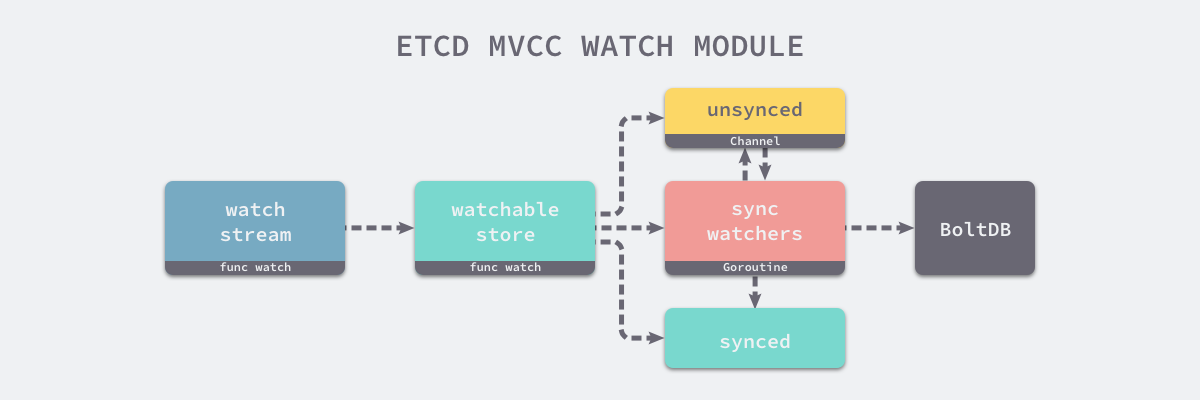 ETCD MVCC WATCH MODULE
unsynced
Channel
watch
stream
func watch
watchable
store
func watch
sync
watchers
Goroutine
BoltDB
synced